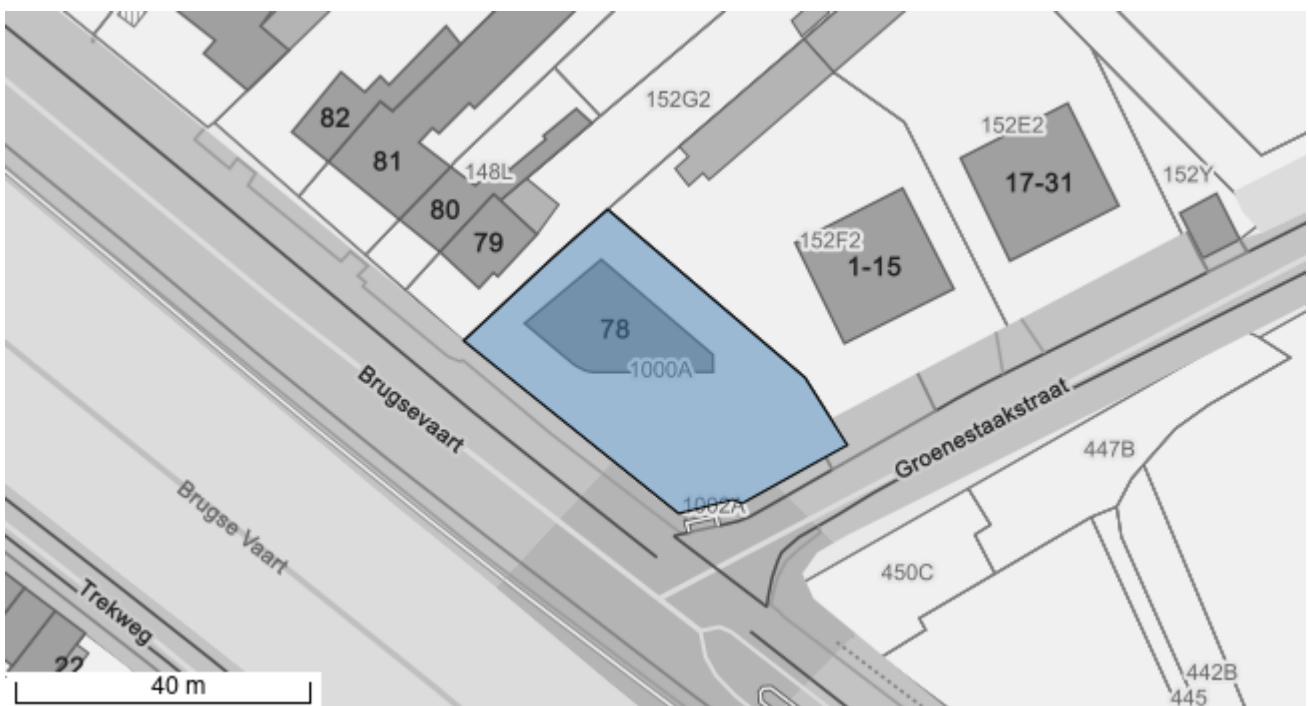 152G2
152E2
82
17-31
81
152Y
148L
80
79
152F2
1-15
78
1000A
Brugsevaart
Groenestaakstraat
447B
1002A
Brugse Vaart
450C
Trekweg
22
442B
40 m
445